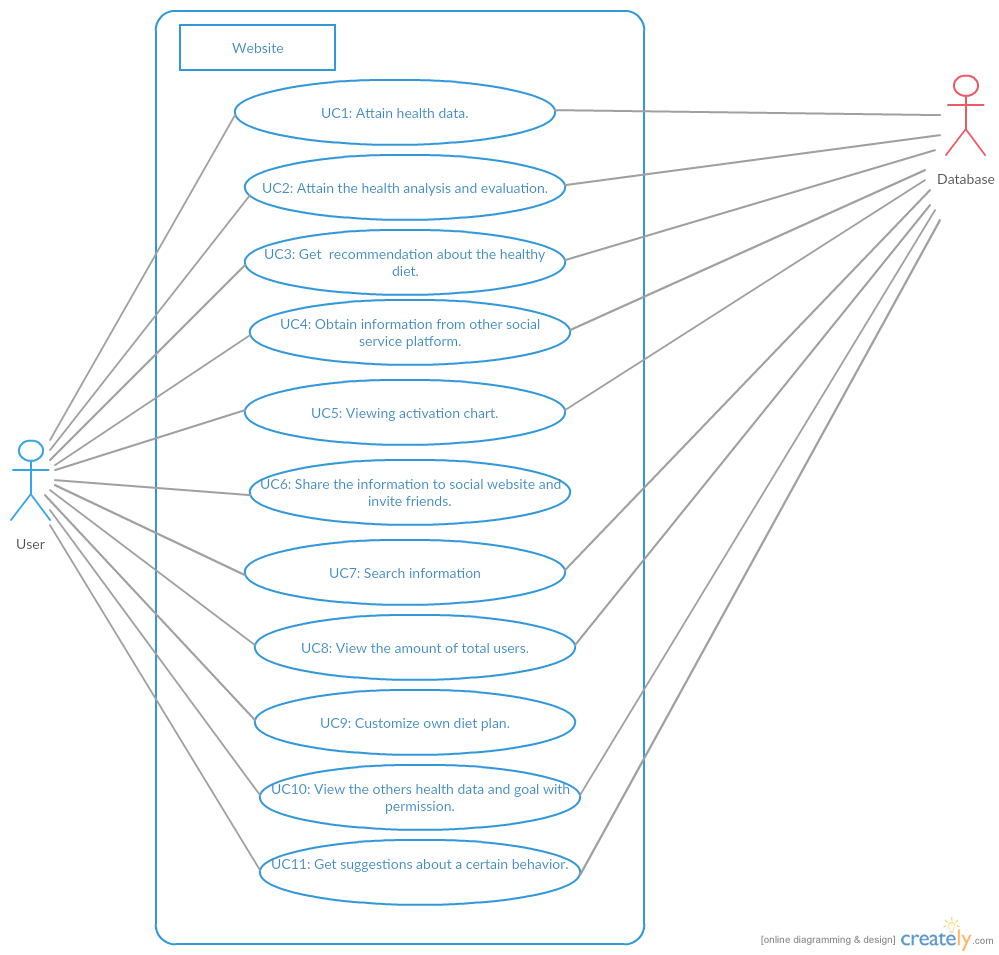 Website
UC1: Attain health data.
Database
UC2: Attain the health analysis and evaluation.
UC3: Get  recommendation about the healthy
diet.
UC4: Obtain information from other social
service platform.
UC5: Viewing activation chart.
UC6: Share the information to social website and
invite friends.
User
UC7: Search information
UC8: View the amount of total users.
UC9: Customize own diet plan.
UC10: View the others health data and goal with
permission.
UC11: Get suggestions about a certain behavior.
[online diagramming & design] creately.com